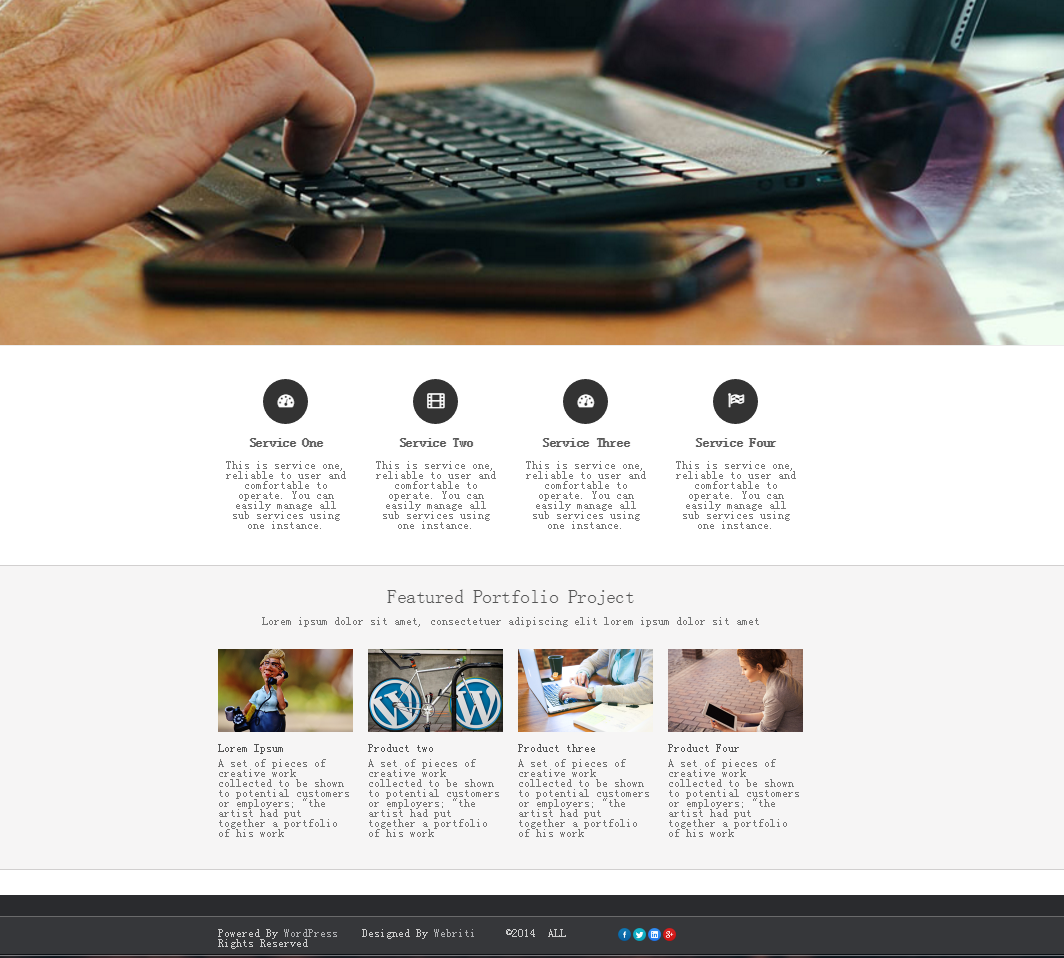 Service One
This is service one,
reliable to user and
comfortable to
operate. You can
easily manage all
sub services using
one instance.
Service Two
This is service one,
reliable to user and
comfortable to
operate. You can
easily manage all
sub services using
one instance.
Service Three
This is service one,
reliable to user and
comfortable to
operate. You can
easily manage all
sub services using
one instance.
Service Four
This is service one,
reliable to user and
comfortable to
operate. You can
easily manage all
sub services using
one instance.
Featured Portfolio Project
Lorem ipsum dolor sit amet, consectetuer adipiscing elit lorem ipsum dolor sit amet
Lorem Ipsum
A set of pieces of
creative work
collected to be shown
to potential customers
or employers; "the
artist had put
together a portfolio
of his work
Product two
A set of pieces of
creative work
collected to be shown
to potential customers
or employers; "the
artist had put
together a portfolio
of his work
Product three
A set of pieces of
creative work
collected to be shown
to potential customers
or employers; "the
artist had put
together a portfolio
of his work
Product Four
A set of pieces of
creative work
collected to be shown
to potential customers
or employers; "the
artist had put
together a portfolio
of his work
Powered By WordPress Designed By Webriti ©2014 ALL
Rights Reserved